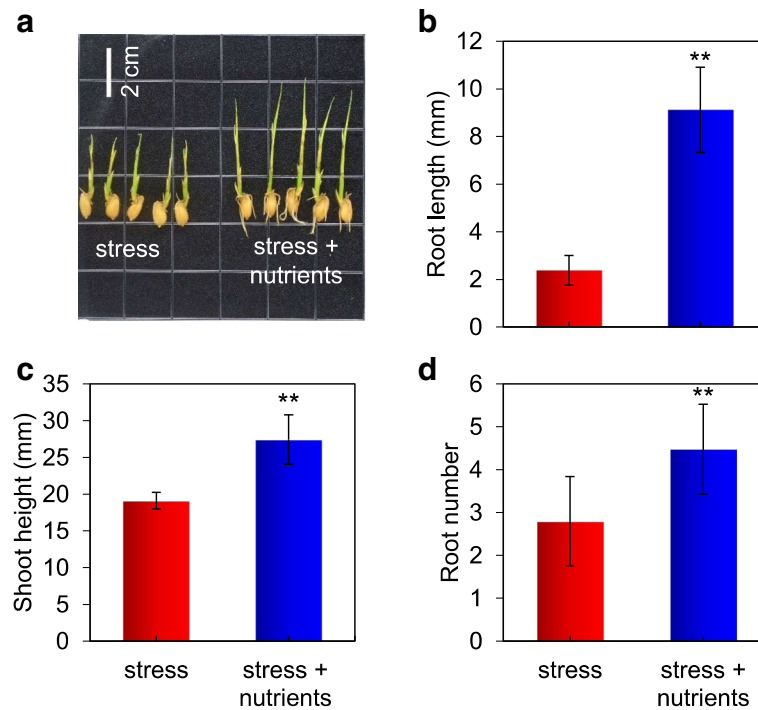 a
2 cm
stress
stress +
nutrients
b
Root length (mm)
12
10
8
6
4
2
0
**
c
Shoot height (mm)
35
30
25
20
15
10
5
0
**
stress
stress +
nutrients
d
Root number
6
5
4
3
2
1
0
**
stress
stress +
nutrients